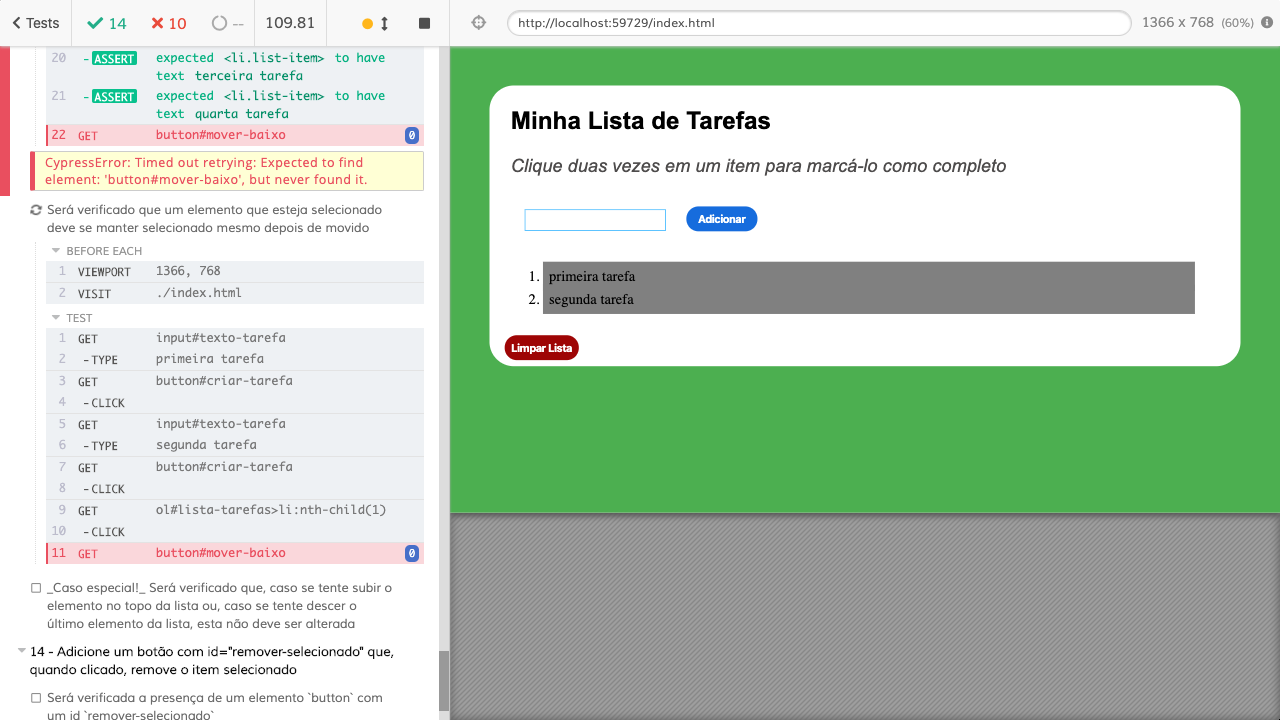 Tests
14
10
--
109.81
http://localhost:59729/index.html
1366 x 768 (60%)
20 -ASSERT expected <li.list-item> to have
text terceira tarefa
21 -ASSERT expected <li.list-item> to have
text quarta tarefa
22 GET button#mover-baixo 0
CypressError: Timed out retrying: Expected to find
element: 'button#mover-baixo', but never found it.
Será verificado que um elemento que esteja selecionado
deve se manter selecionado mesmo depois de movido
BEFORE EACH
1 VIEWPORT 1366, 768
2 VISIT ./index.html
TEST
1 GET input#texto-tarefa
2 -TYPE primeira tarefa
3 GET button#criar-tarefa
4 -CLICK
5 GET input#texto-tarefa
6 -TYPE segunda tarefa
7 GET button#criar-tarefa
8 -CLICK
9 GET ol#lista-tarefas>li:nth-child(1)
10 -CLICK
11 GET button#mover-baixo 0
_Caso especial!_ Será verificado que, caso se tente subir o
elemento no topo da lista ou, caso se tente descer o
último elemento da lista, esta não deve ser alterada
14 - Adicione um botão com id="remover-selecionado" que,
quando clicado, remove o item selecionado
Será verificada a presença de um elemento `button` com
um id `remover-selecionado`
Minha Lista de Tarefas
Clique duas vezes em um item para marcá-lo como completo
Adicionar
1. primeira tarefa
2. segunda tarefa
Limpar Lista